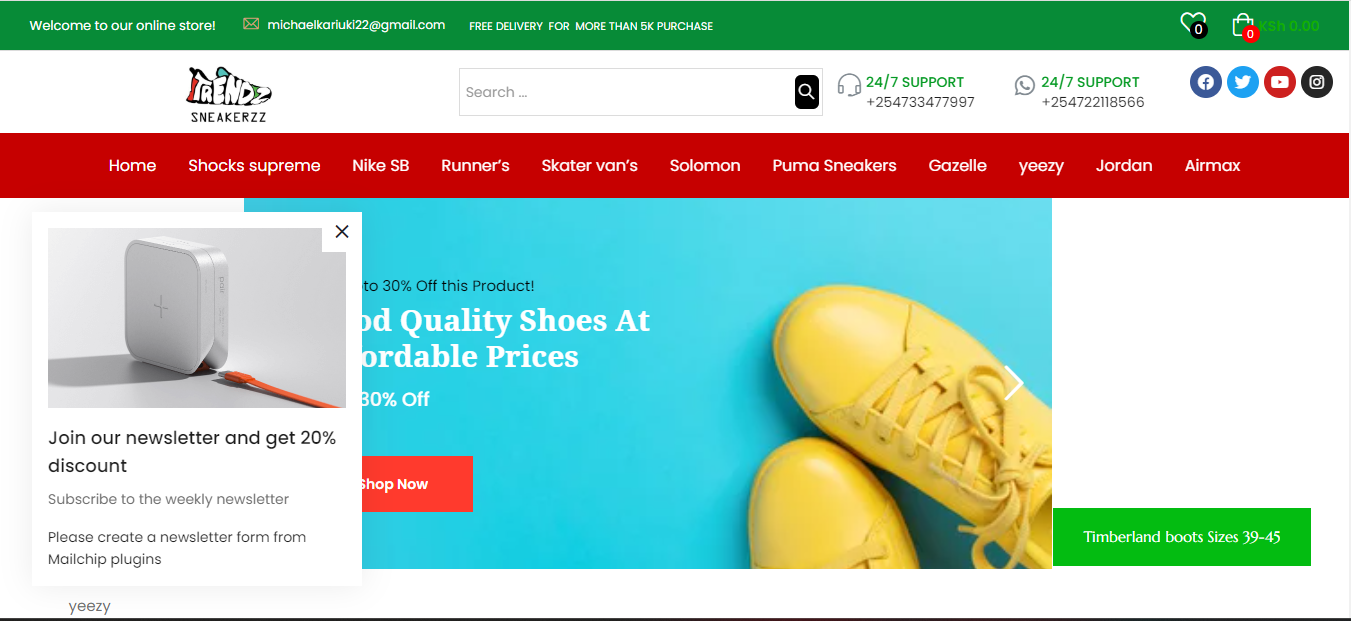 Welcome to our online store!
michaelkariuki22@gmail.com
FREE DELIVERY FOR MORE THAN 5K PURCHASE
0
0
KSh 0.00
TRENDZ
SNEAKERZZ
Search ...
24/7 SUPPORT
+254733477997
24/7 SUPPORT
+254722118566
Home
Shocks supreme
Nike SB
Runner’s
Skater van’s
Solomon
Puma Sneakers
Gazelle
yeezy
Jordan
Airmax
to 30% Off this Product!
od Quality Shoes At
ordable Prices
30% Off
Shop Now
Join our newsletter and get 20%
discount
Subscribe to the weekly newsletter
Please create a newsletter form from
Mailchip plugins
Timberland boots Sizes 39-45
yeezy